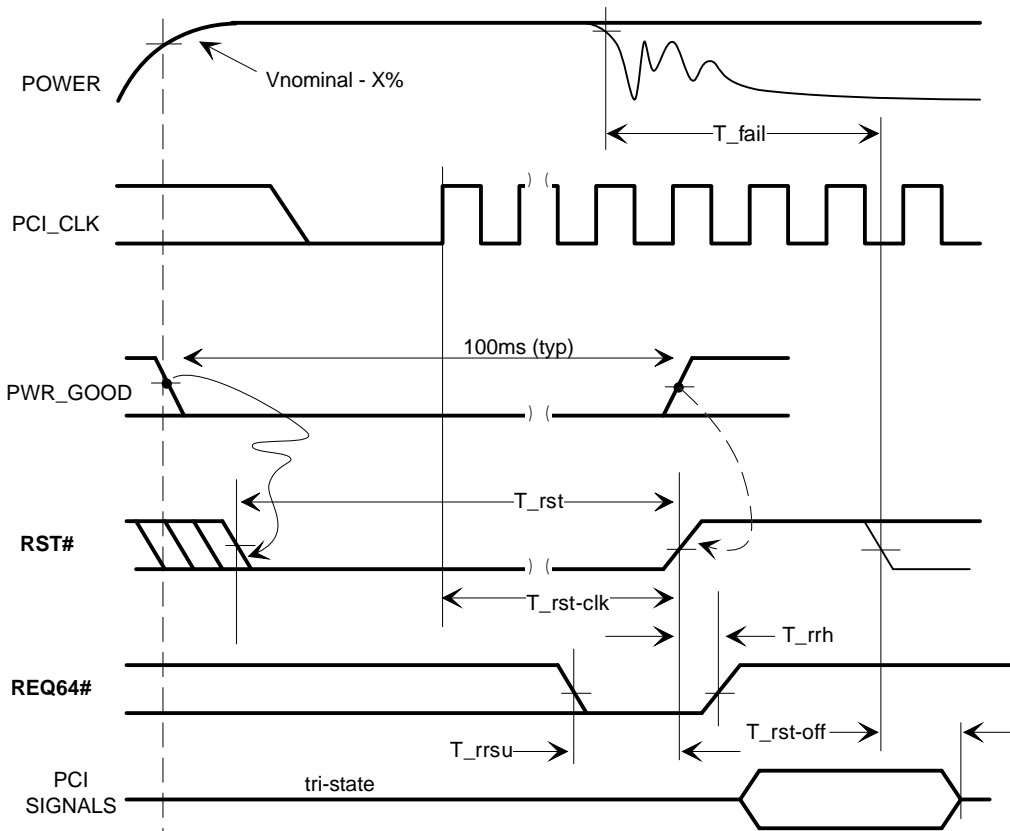 Vnominal - X%
POWER
T_fail
PCI_CLK
100ms (typ)
PWR_GOOD
T_rst
RST#
T_rst-clk
T_rrh
REQ64#
T_rrsu
T_rst-off
PCI
SIGNALS
tri-state